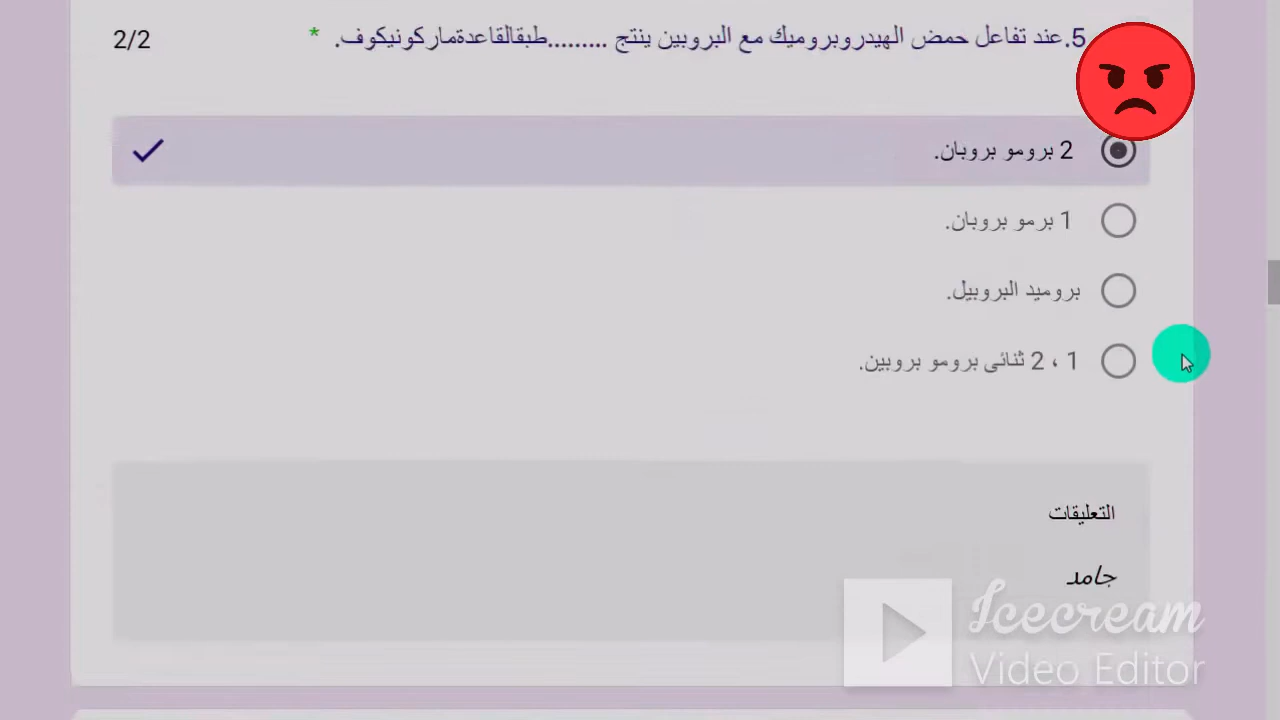 5.عند تفاعل حمض الهيدروبروميك مع البروبين ينتج .........طبقالقاعدةماركونيكوف. *
2/2
2 برومو بروبان.
1 برمو بروبان.
بروميد البروبيل.
1 ، 2 ثنائى برومو بروبين.
التعليقات
جامد
Icecream
Video Editor